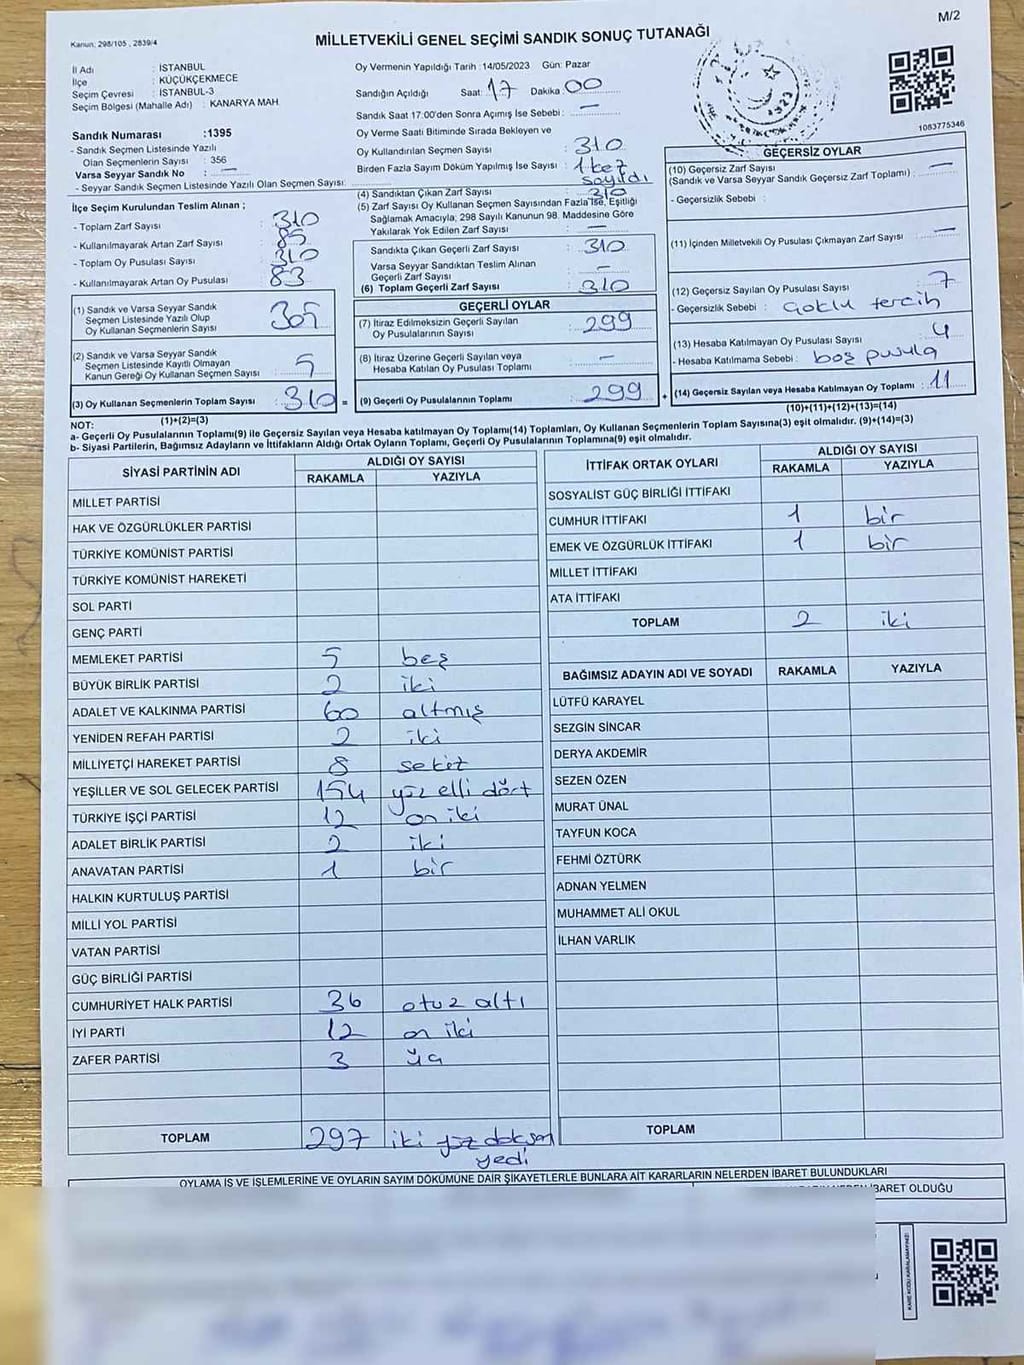 M/2
Kanun: 298/105 , 2839/4
MİLLETVEKİLİ GENEL SEÇİMİ SANDIK SONUÇ TUTANAĞI
İl Adı : İSTANBUL
İlçe : KÜÇÜKÇEKMECE
Seçim Çevresi : İSTANBUL-3
Seçim Bölgesi (Mahalle Adı) : KANARYA MAH.
Sandık Numarası :1395
- Sandık Seçmen Listesinde Yazılı
Olan Seçmenlerin Sayısı : 356
Varsa Seyyar Sandık No : —
- Seyyar Sandık Seçmen Listesinde Yazılı Olan Seçmen Sayısı: —
İlçe Seçim Kurulundan Teslim Alınan ;
- Toplam Zarf Sayısı : 310
- Kullanılmayarak Artan Zarf Sayısı : 85
- Toplam Oy Pusulası Sayısı : 310
- Kullanılmayarak Artan Oy Pusulası : 83
(1) Sandık ve Varsa Seyyar Sandık
Seçmen Listesinde Yazılı Olup
Oy Kullanan Seçmenlerin Sayısı : 305
(2) Sandık ve Varsa Seyyar Sandık
Seçmen Listesinde Kayıtlı Olmayan
Kanun Gereği Oy Kullanan Seçmen Sayısı : 5
(3) Oy Kullanan Seçmenlerin Toplam Sayısı : 310 =
(1)+(2)=(3)
Oy Vermenin Yapıldığı Tarih :14/05/2023 Gün: Pazar
Sandığın Açıldığı Saat: 17 Dakika: 00
Sandık Saat 17:00'den Sonra Açımış İse Sebebi : —
Oy Verme Saati Bitiminde Sırada Bekleyen ve
Oy Kullandırılan Seçmen Sayısı : 310
Birden Fazla Sayım Döküm Yapılmış İse Sayısı : 1 kez
sayıldı
(4) Sandıktan Çıkan Zarf Sayısı : 310
(5) Zarf Sayısı Oy Kullanan Seçmen Sayısından Fazla İse, Eşitliği
Sağlamak Amacıyla; 298 Sayılı Kanunun 98. Maddesine Göre
Yakılarak Yok Edilen Zarf Sayısı : —
Sandıkta Çıkan Geçerli Zarf Sayısı : 310
Varsa Seyyar Sandıktan Teslim Alınan
Geçerli Zarf Sayısı : —
(6) Toplam Geçerli Zarf Sayısı : 310
GEÇERLİ OYLAR
(7) İtiraz Edilmeksizin Geçerli Sayılan
Oy Pusulalarının Sayısı : 299
(8) İtiraz Üzerine Geçerli Sayılan veya
Hesaba Katılan Oy Pusulası Toplamı : —
(9) Geçerli Oy Pusulalarının Toplamı : 299 +
1923
1083775346
GEÇERSİZ OYLAR
(10) Geçersiz Zarf Sayısı
(Sandık ve Varsa Seyyar Sandık Geçersiz Zarf Toplamı) : —
- Geçersizlik Sebebi :
(11) İçinden Milletvekili Oy Pusulası Çıkmayan Zarf Sayısı : —
(12) Geçersiz Sayılan Oy Pusulası Sayısı : 7
- Geçersizlik Sebebi : Çoklu tercih
(13) Hesaba Katılmayan Oy Pusulası Sayısı : 4
- Hesaba Katılmama Sebebi : boş pusula
(14) Geçersiz Sayılan veya Hesaba Katılmayan Oy Toplamı : 11
(10)+(11)+(12)+(13)=(14)
NOT:
a- Geçerli Oy Pusulalarının Toplamı(9) ile Geçersiz Sayılan veya Hesaba Katılmayan Oy Toplamı(14) Toplamları, Oy Kullanan Seçmenlerin Toplam Sayısına(3) eşit olmalıdır. (9)+(14)=(3)
b- Siyasi Partilerin, Bağımsız Adayların ve İttifakların Aldığı Ortak Oyların Toplamı, Geçerli Oy Pusulalarının Toplamına(9) eşit olmalıdır.
SİYASİ PARTİNİN ADI ALDIĞI OY SAYISI
RAKAMLA YAZIYLA
MİLLET PARTİSİ
HAK VE ÖZGÜRLÜKLER PARTİSİ
TÜRKİYE KOMÜNİST PARTİSİ
TÜRKİYE KOMÜNİST HAREKETİ
SOL PARTİ
GENÇ PARTİ
MEMLEKET PARTİSİ 5 beş
BÜYÜK BİRLİK PARTİSİ 2 iki
ADALET VE KALKINMA PARTİSİ 60 altmış
YENİDEN REFAH PARTİSİ 2 iki
MİLLİYETÇİ HAREKET PARTİSİ 8 sekiz
YEŞİLLER VE SOL GELECEK PARTİSİ 154 yüz elli dört
TÜRKİYE İŞÇİ PARTİSİ 12 on iki
ADALET BİRLİK PARTİSİ 2 iki
ANAVATAN PARTİSİ 1 bir
HALKIN KURTULUŞ PARTİSİ
MİLLİ YOL PARTİSİ
VATAN PARTİSİ
GÜÇ BİRLİĞİ PARTİSİ
CUMHURİYET HALK PARTİSİ 36 otuz altı
İYİ PARTİ 12 on iki
ZAFER PARTİSİ 3 üç
TOPLAM 297 iki yüz doksan
yedi
İTTİFAK ORTAK OYLARI ALDIĞI OY SAYISI
RAKAMLA YAZIYLA
SOSYALİST GÜÇ BİRLİĞİ İTTİFAKI
CUMHUR İTTİFAKI 1 bir
EMEK VE ÖZGÜRLÜK İTTİFAKI 1 bir
MİLLET İTTİFAKI
ATA İTTİFAKI
TOPLAM 2 iki
BAĞIMSIZ ADAYIN ADI VE SOYADI RAKAMLA YAZIYLA
LÜTFÜ KARAYEL
SEZGİN SİNCAR
DERYA AKDEMİR
SEZEN ÖZEN
MURAT ÜNAL
TAYFUN KOCA
FEHMİ ÖZTÜRK
ADNAN YELMEN
MUHAMMET ALİ OKUL
İLHAN VARLIK
TOPLAM
OYLAMA İŞ VE İŞLEMLERİNE VE OYLARIN SAYIM DÖKÜMÜNE DAİR ŞİKAYETLERLE BUNLARA AİT KARARLARIN NELERDEN İBARET BULUNDUKLARI
İBARET OLDUĞU
KARE KODU KARALAMAYINIZ!